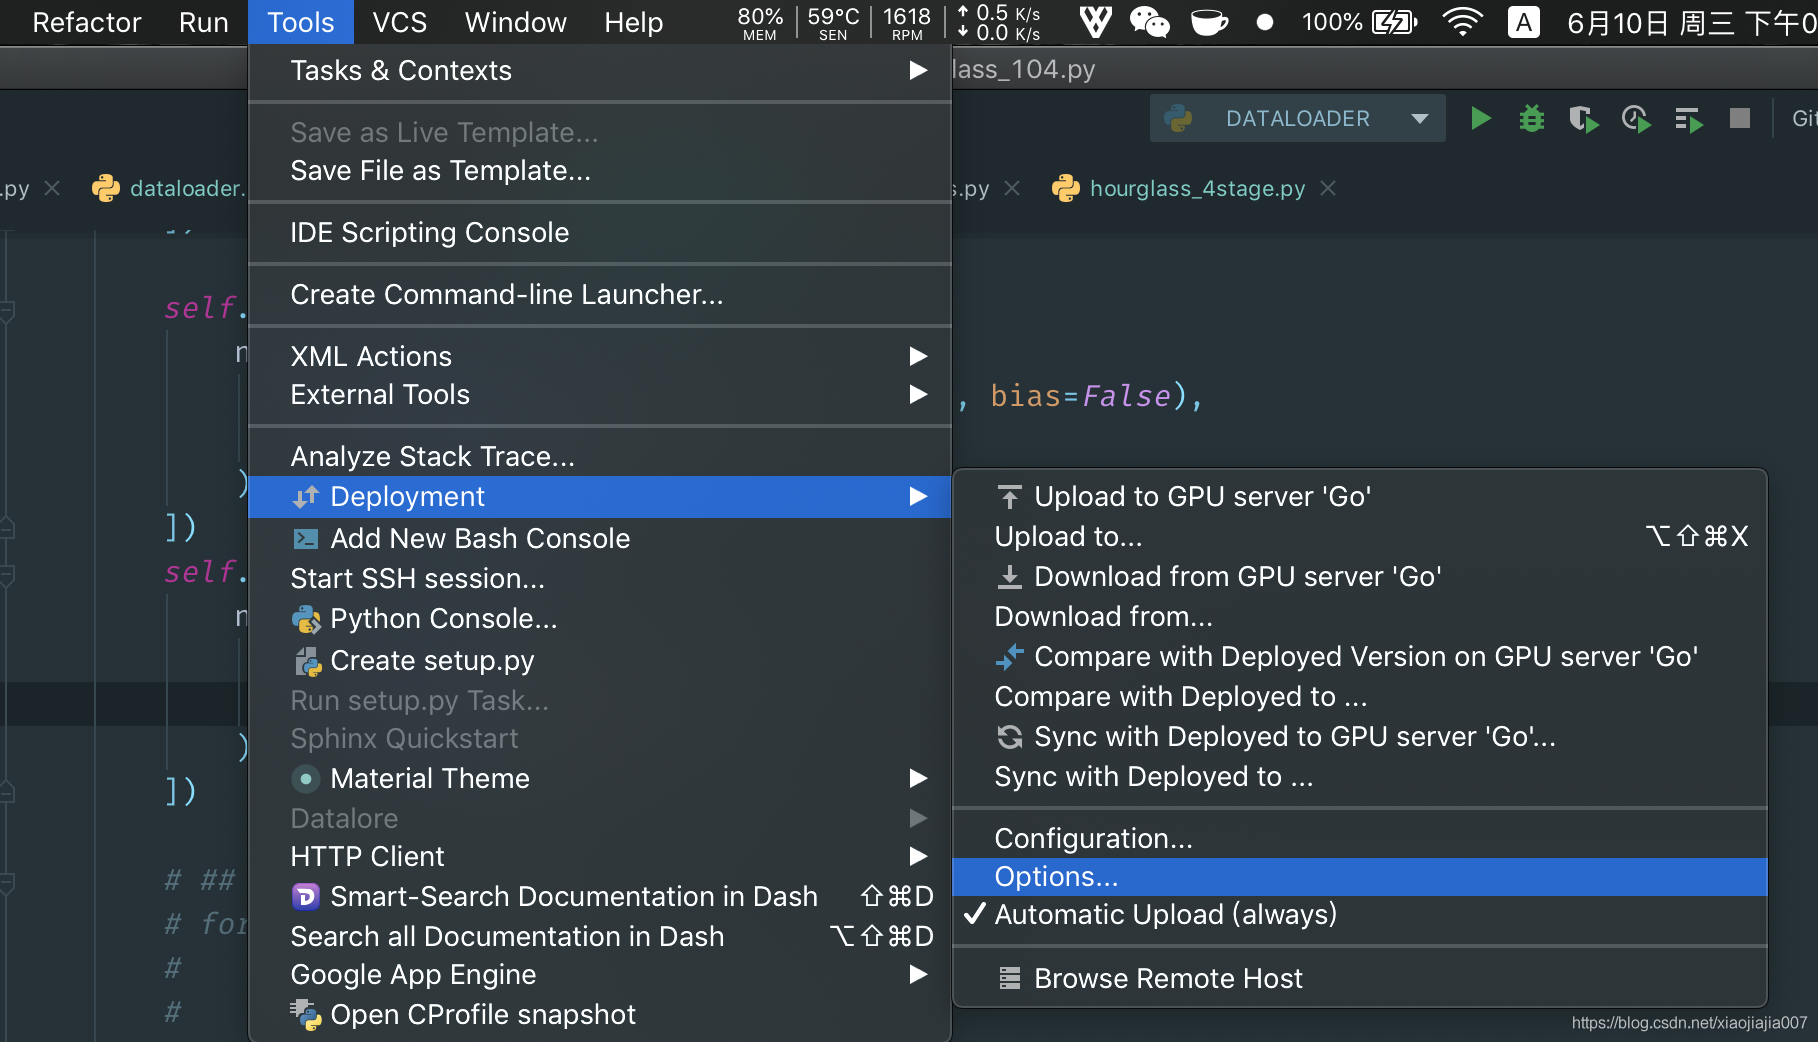 Refactor Run Tools VCS Window Help 80% MEM 59°C SEN 1618 RPM 0.5 K/s 0.0 K/s 100% A 6月10日 周三 下午0
lass_104.py
DATALOADER Git
.py dataloader. s.py hourglass_4stage.py
Tasks & Contexts
Save as Live Template...
Save File as Template...
IDE Scripting Console
Create Command-line Launcher...
XML Actions
External Tools
Analyze Stack Trace...
Deployment
Add New Bash Console
Start SSH session...
Python Console...
Create setup.py
Run setup.py Task...
Sphinx Quickstart
Material Theme
Datalore
HTTP Client
Smart-Search Documentation in Dash ⇧⌘D
Search all Documentation in Dash ⌥⇧⌘D
Google App Engine
Open CProfile snapshot
Upload to GPU server 'Go'
Upload to... ⌥⇧⌘X
Download from GPU server 'Go'
Download from...
Compare with Deployed Version on GPU server 'Go'
Compare with Deployed to ...
Sync with Deployed to GPU server 'Go'...
Sync with Deployed to ...
Configuration...
Options...
✓ Automatic Upload (always)
Browse Remote Host
self.
n
, bias=False),
)
])
self.
n
)
])
# ##
# for
#
#
https://blog.csdn.net/xiaojiajia007